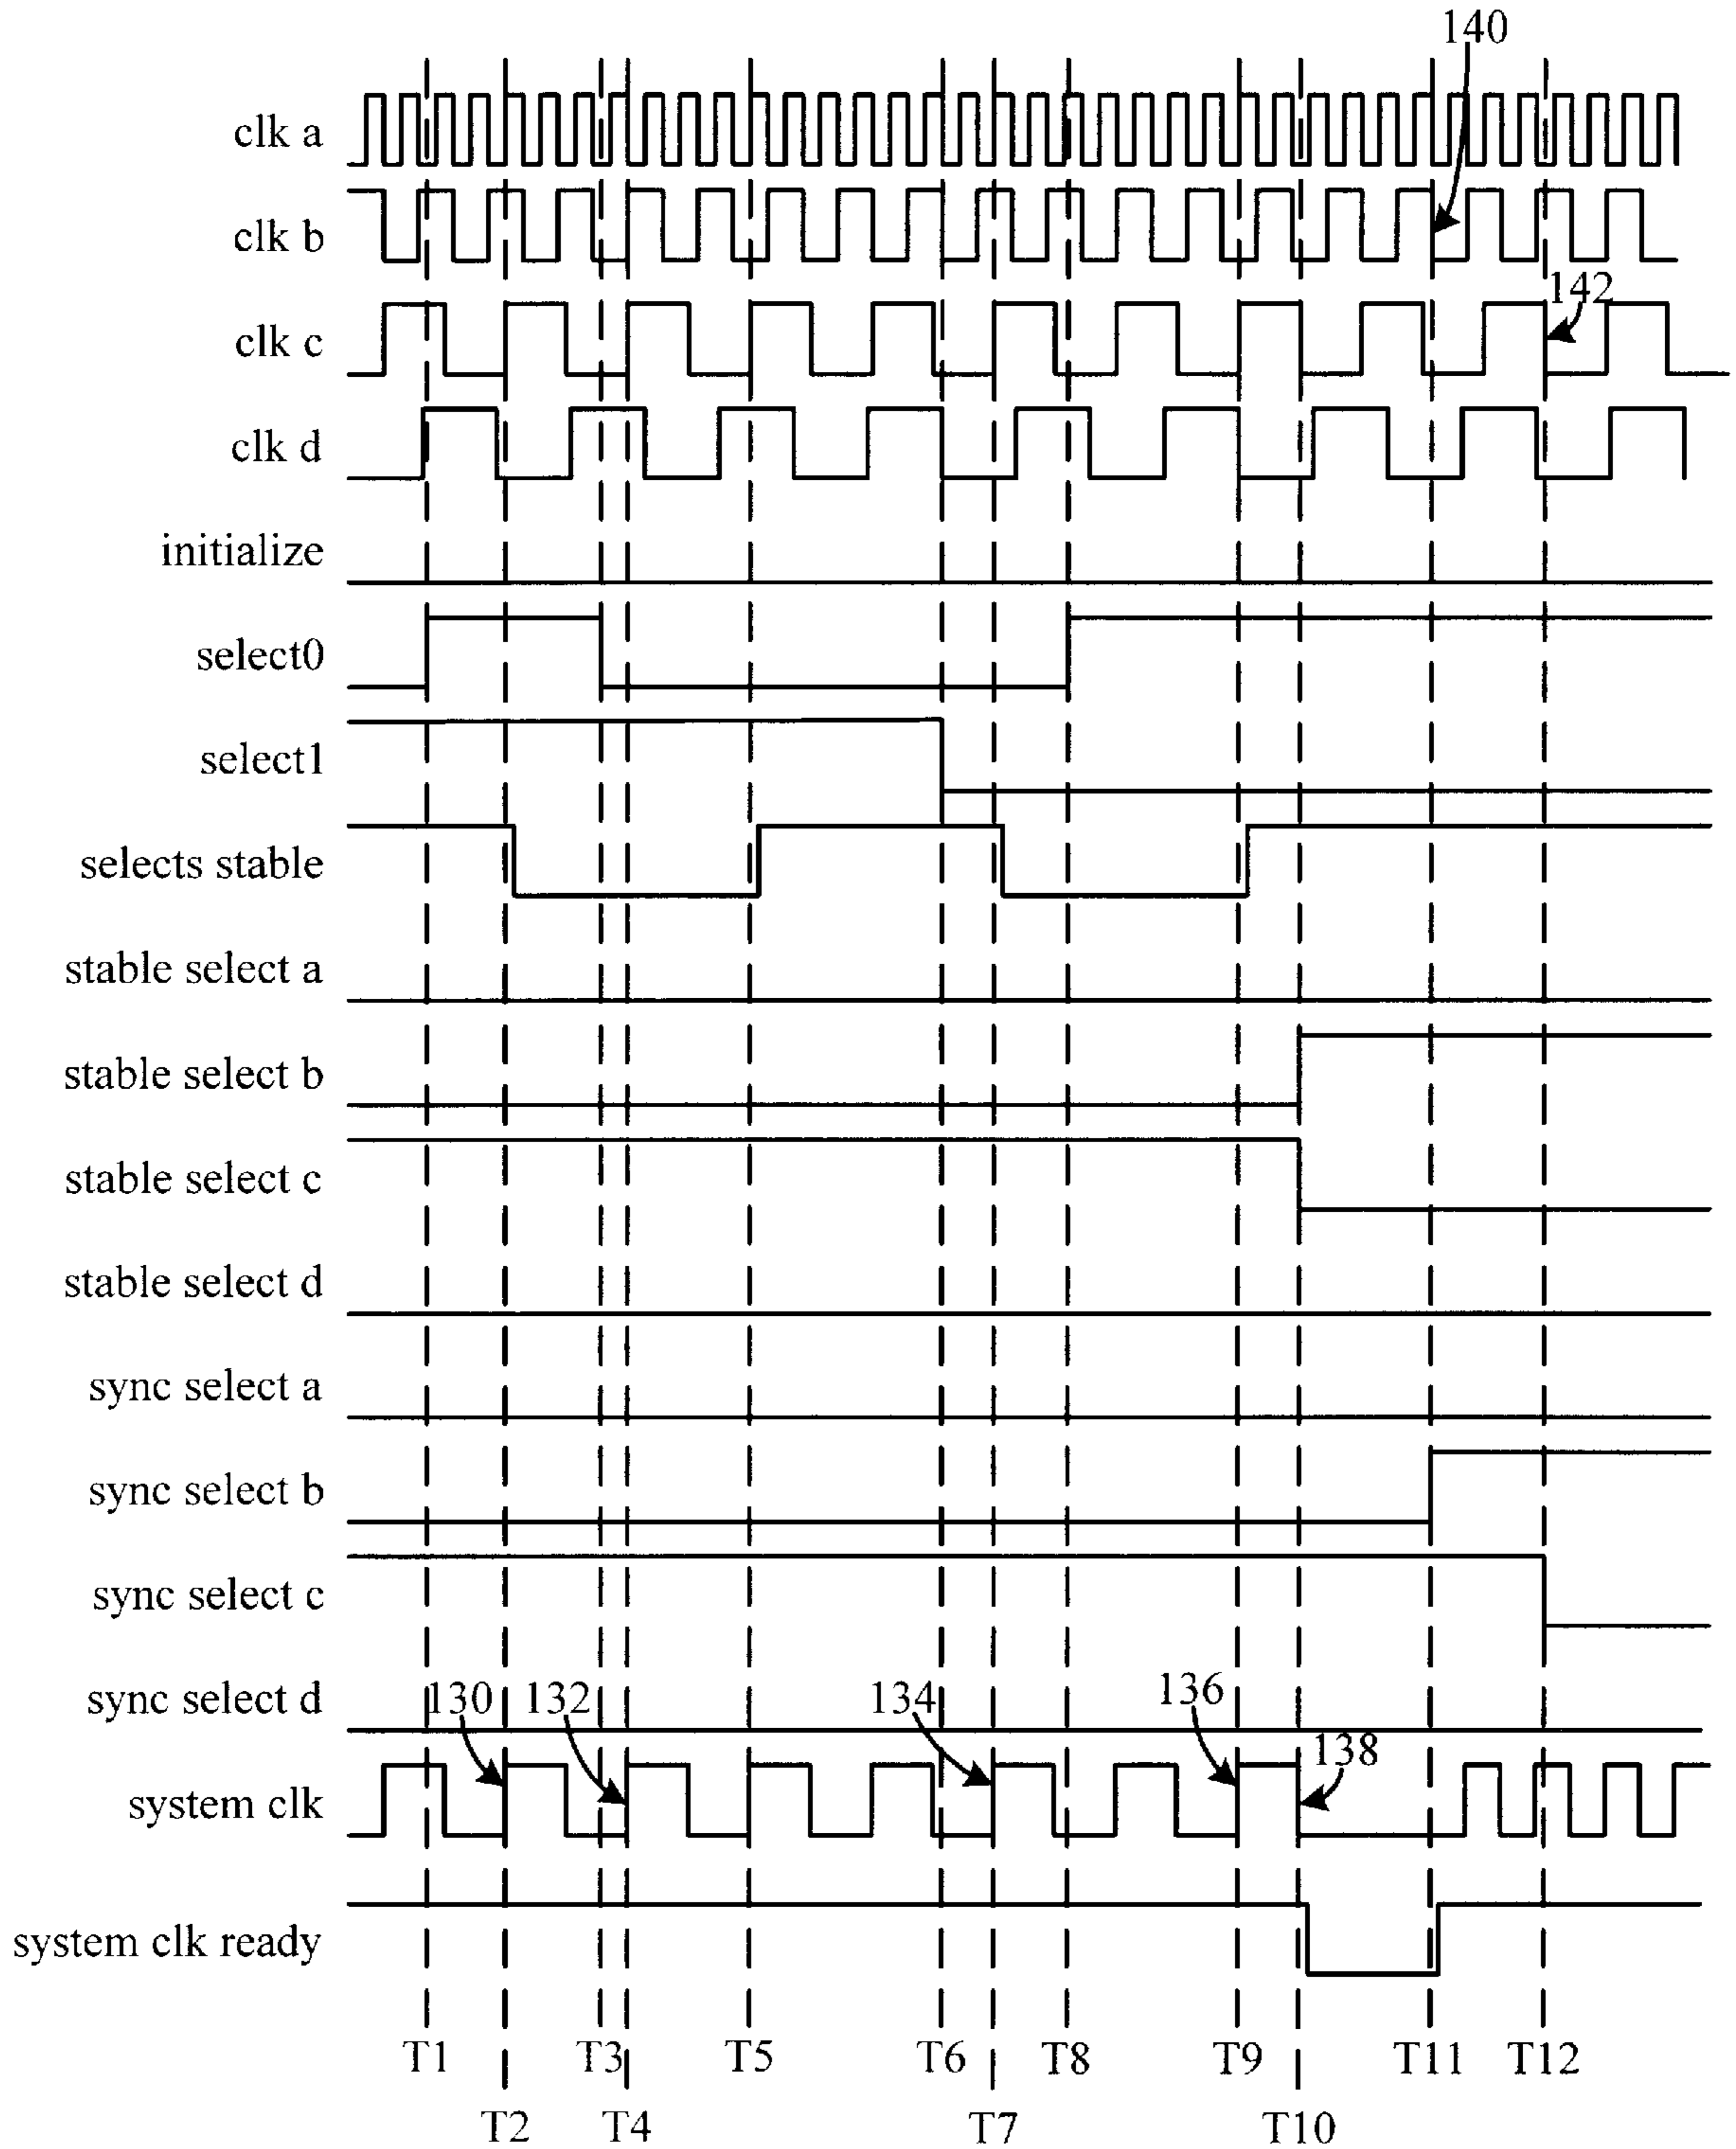 140
clk a
clk b
142
clk c
clk d
initialize
select0
select1
selects stable
stable select a
stable select b
stable select c
stable select d
sync select a
sync select b
sync select c
sync select d
130 132 134 136
138
system clk
system clk ready
T1 T3 T5 T6 T8 T9 T11 T12
T2 T4 T7 T10